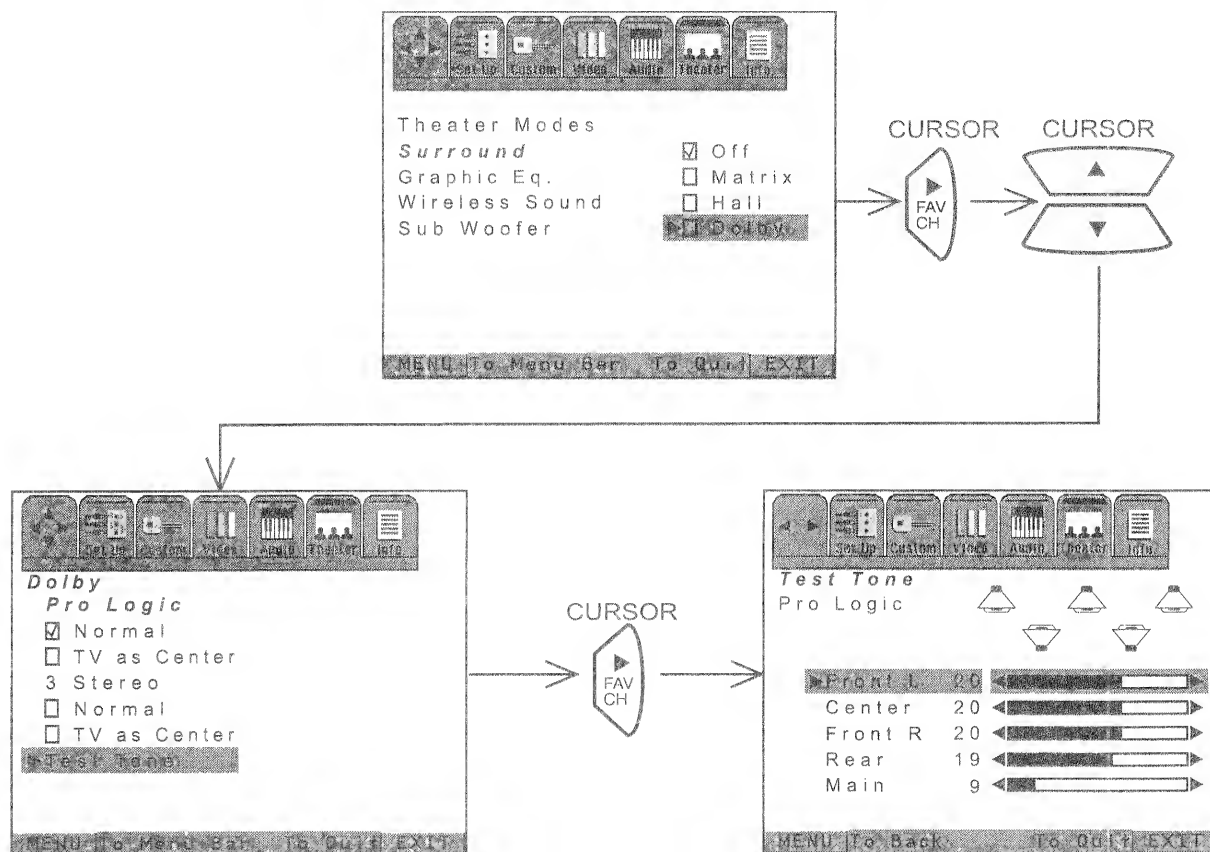 Set Up Custom Video Audio Theater Info
Theater Modes
Surround
Graphic Eq.
Wireless Sound
Sub Woofer
Off
Matrix
Hall
Dolby
MENU To Menu Bar To Quit EXIT
CURSOR
FAV
CH
CURSOR
Set Up Custom Video Audio Theater Info
Dolby
Pro Logic
Normal
TV as Center
3 Stereo
Normal
TV as Center
Test Tone
MENU To Menu Bar To Quit EXIT
CURSOR
FAV
CH
Set Up Custom Video Audio Theater Info
Test Tone
Pro Logic
Front L 20
Center 20
Front R 20
Rear 19
Main 9
MENU To Back To Quit EXIT